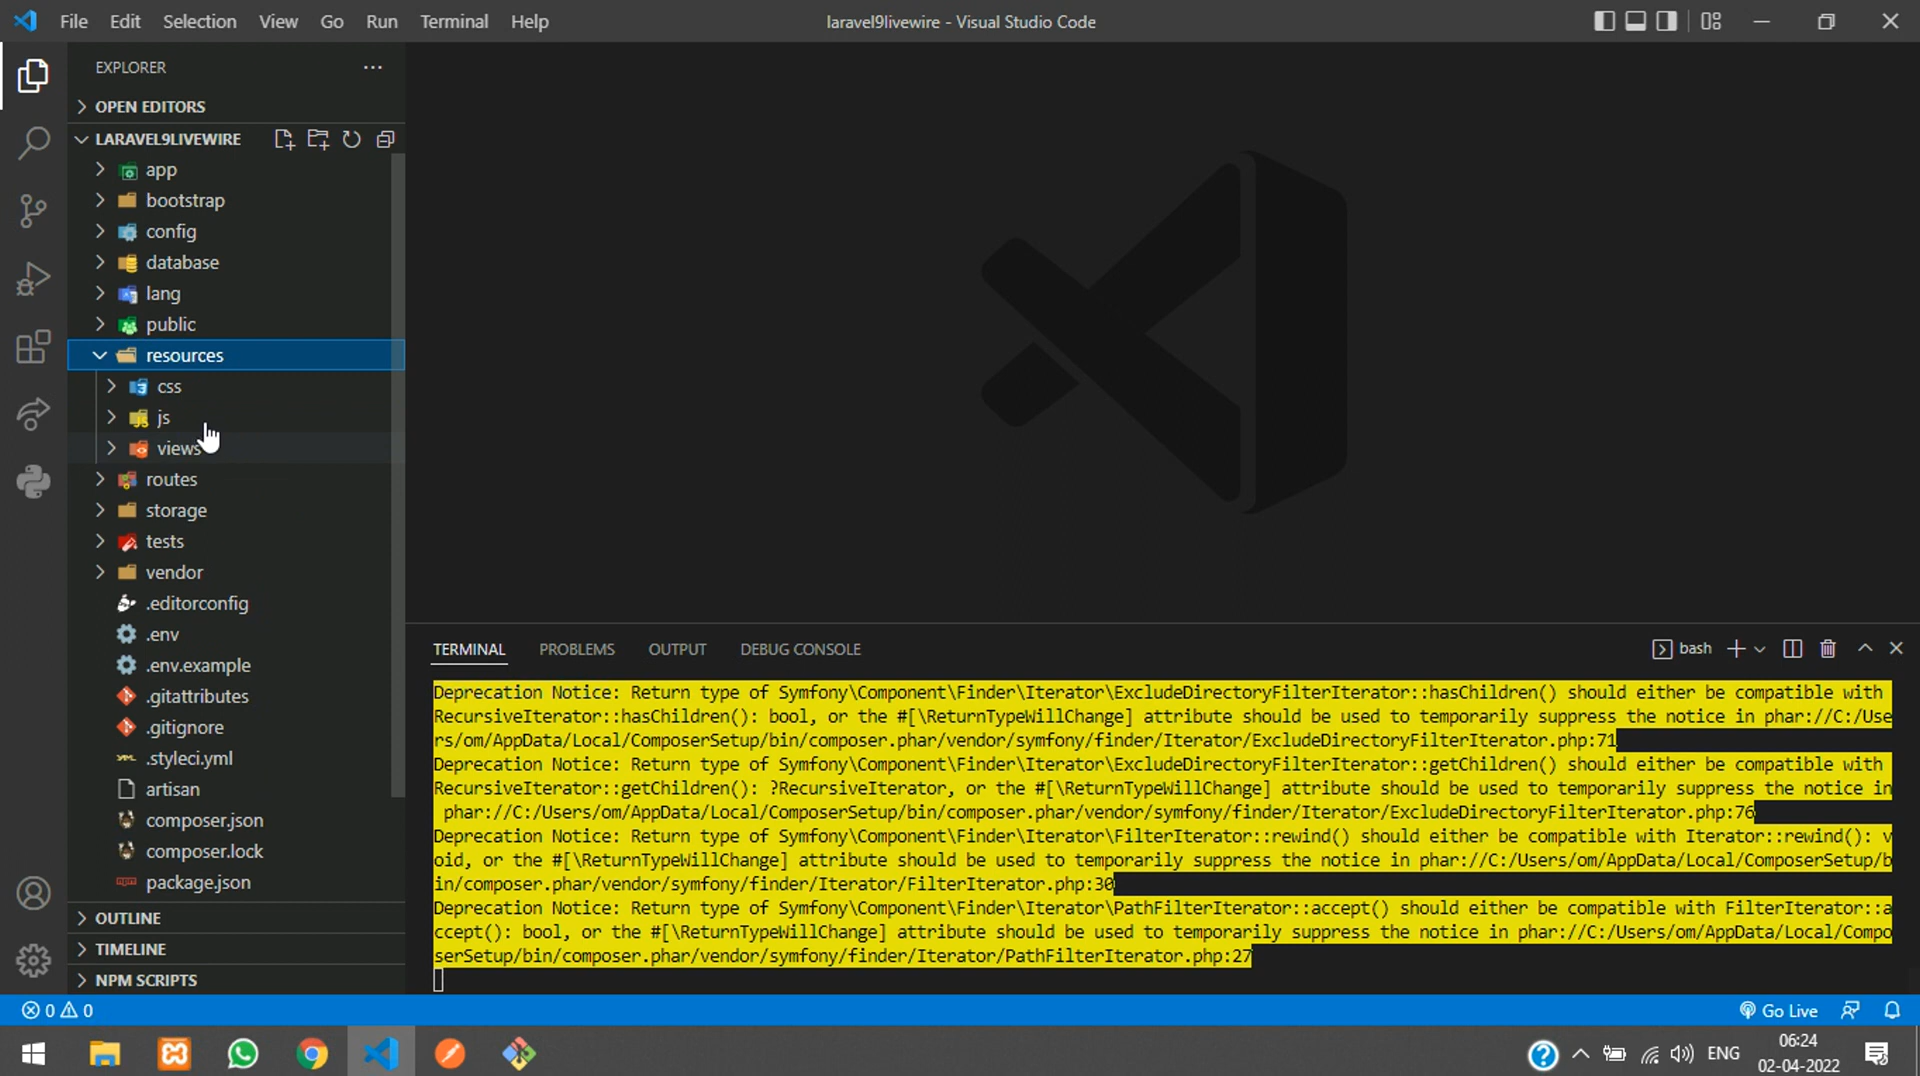 File Edit Selection View Go Run Terminal Help
laravel9livewire - Visual Studio Code
EXPLORER
OPEN EDITORS
LARAVEL9LIVEWIRE
app
bootstrap
config
database
lang
public
resources
css
js
views
routes
storage
tests
vendor
.editorconfig
.env
.env.example
.gitattributes
.gitignore
.styleci.yml
artisan
composer.json
composer.lock
package.json
OUTLINE
TIMELINE
NPM SCRIPTS
TERMINAL PROBLEMS OUTPUT DEBUG CONSOLE
bash
Deprecation Notice: Return type of Symfony\Component\Finder\Iterator\ExcludeDirectoryFilterIterator::hasChildren() should either be compatible with
RecursiveIterator::hasChildren(): bool, or the #[\ReturnTypeWillChange] attribute should be used to temporarily suppress the notice in phar://C:/Use
rs/om/AppData/Local/ComposerSetup/bin/composer.phar/vendor/symfony/finder/Iterator/ExcludeDirectoryFilterIterator.php:71
Deprecation Notice: Return type of Symfony\Component\Finder\Iterator\ExcludeDirectoryFilterIterator::getChildren() should either be compatible with
RecursiveIterator::getChildren(): ?RecursiveIterator, or the #[\ReturnTypeWillChange] attribute should be used to temporarily suppress the notice in
phar://C:/Users/om/AppData/Local/ComposerSetup/bin/composer.phar/vendor/symfony/finder/Iterator/ExcludeDirectoryFilterIterator.php:76
Deprecation Notice: Return type of Symfony\Component\Finder\Iterator\FilterIterator::rewind() should either be compatible with Iterator::rewind(): v
oid, or the #[\ReturnTypeWillChange] attribute should be used to temporarily suppress the notice in phar://C:/Users/om/AppData/Local/ComposerSetup/b
in/composer.phar/vendor/symfony/finder/Iterator/FilterIterator.php:30
Deprecation Notice: Return type of Symfony\Component\Finder\Iterator\PathFilterIterator::accept() should either be compatible with FilterIterator::a
ccept(): bool, or the #[\ReturnTypeWillChange] attribute should be used to temporarily suppress the notice in phar://C:/Users/om/AppData/Local/Compo
serSetup/bin/composer.phar/vendor/symfony/finder/Iterator/PathFilterIterator.php:27
0 0
Go Live
ENG
06:24
02-04-2022